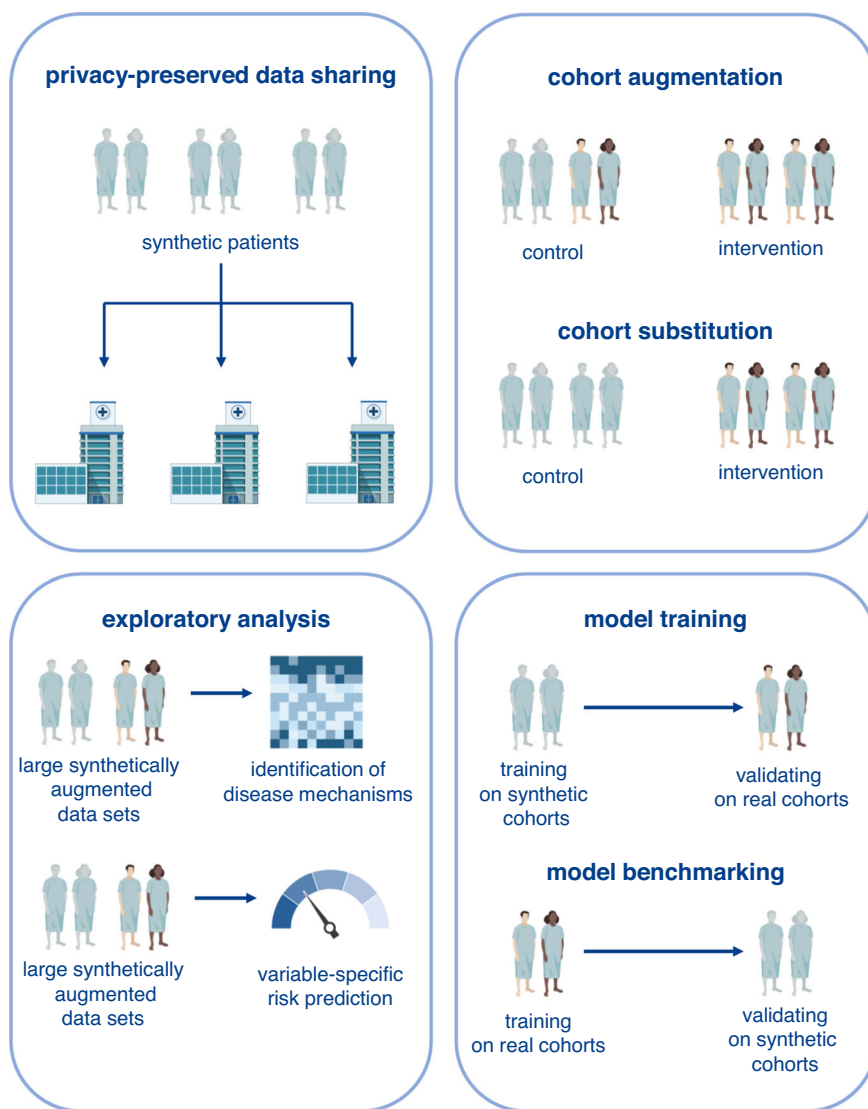 privacy-preserved data sharing
synthetic patients
cohort augmentation
control
intervention
cohort substitution
control
intervention
exploratory analysis
large synthetically
augmented
data sets
identification of
disease mechanisms
large synthetically
augmented
data sets
variable-specific
risk prediction
model training
training
on synthetic
cohorts
validating
on real cohorts
model benchmarking
training
on real cohorts
validating
on synthetic
cohorts